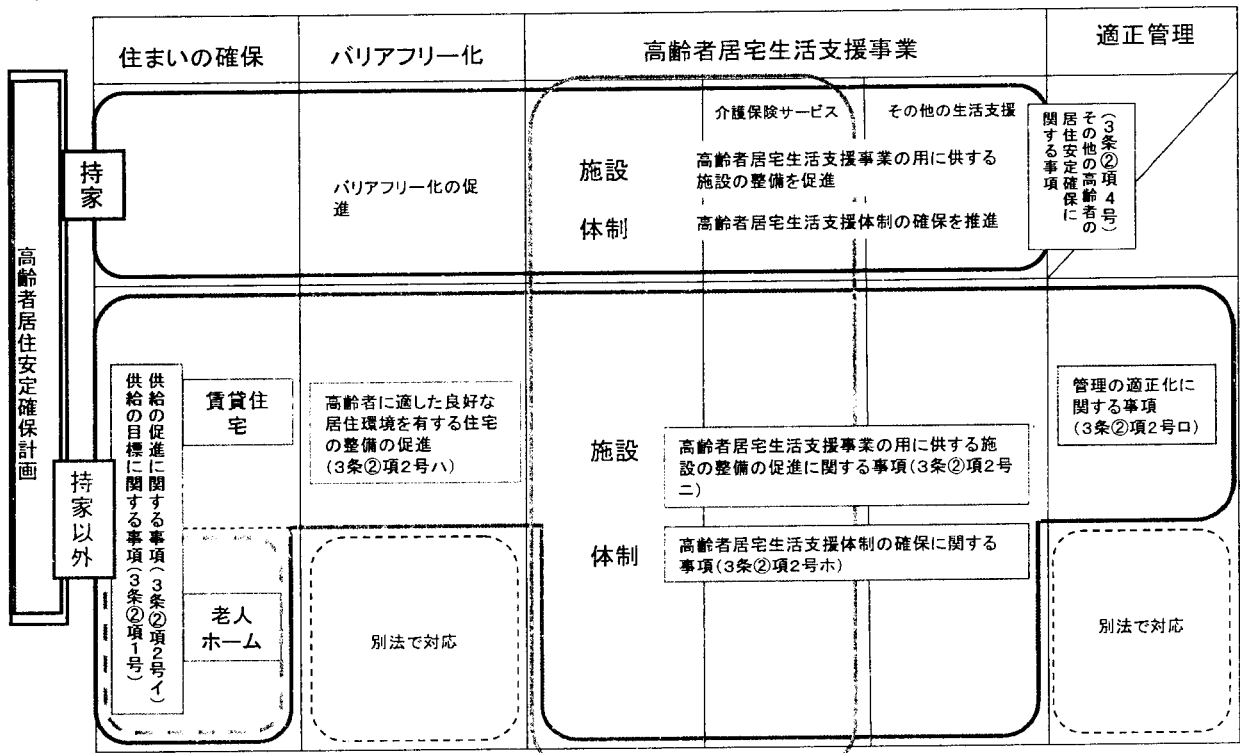 住まいの確保
バリアフリー化
高齢者居宅生活支援事業
適正管理
高齢者居住安定確保計画
持家
バリアフリー化の促
進
介護保険サービス
その他の生活支援
施設
高齢者居宅生活支援事業の用に供する
施設の整備を促進
体制
高齢者居宅生活支援体制の確保を推進
(3条②項4号)
その他の高齢者の
居住安定確保に
関する事項
持家以外
供給の促進に関する事項(3条②項2号イ)
供給の目標に関する事項(3条②項1号)
賃貸住
宅
高齢者に適した良好な
居住環境を有する住宅
の整備の促進
(3条②項2号ハ)
施設
高齢者居宅生活支援事業の用に供する施
設の整備の促進に関する事項(3条②項2号
ニ)
管理の適正化に
関する事項
(3条②項2号ロ)
体制
高齢者居宅生活支援体制の確保に関する
事項(3条②項2号ホ)
老人
ホーム
別法で対応
別法で対応